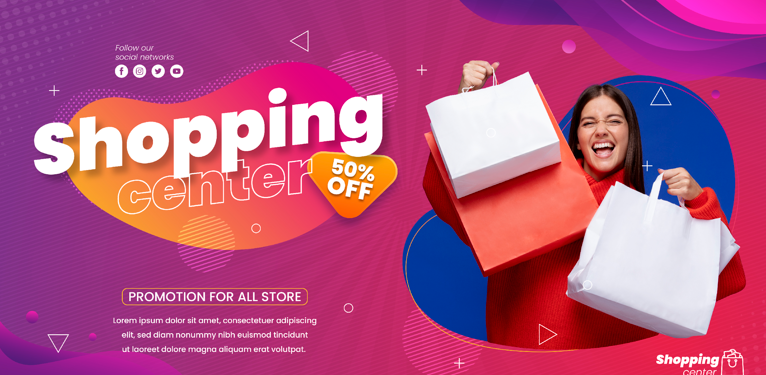 Follow our
social networks
Shopping
center
50%
OFF
PROMOTION FOR ALL STORE
Lorem ipsum dolor sit amet, consectetuer adipiscing
elit, sed diam nonummy nibh euismod tincidunt
ut laoreet dolore magna aliquam erat volutpat.
Shopping
center